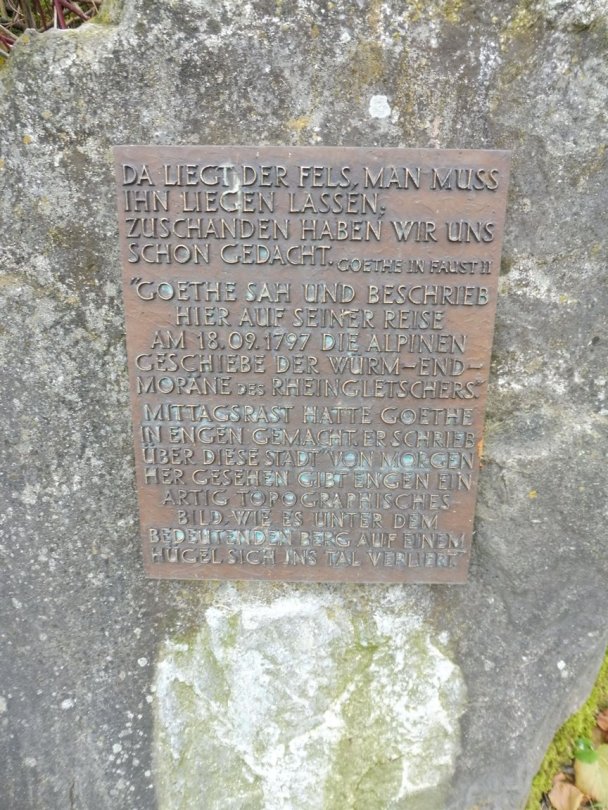 DA LIEGT DER FELS, MAN MUSS
IHN LIEGEN LASSEN,
ZUSCHANDEN HABEN WIR UNS
SCHON GEDACHT. GOETHE IN FAUST II
"GOETHE SAH UND BESCHRIEB
HIER AUF SEINER REISE
AM 18.09.1797 DIE ALPINEN
GESCHIEBE DER WÜRM-END-
MORÄNE DES RHEINGLETSCHERS."
MITTAGSRAST HATTE GOETHE
IN ENGEN GEMACHT. ER SCHRIEB
ÜBER DIESE STADT "VON MORGEN
HER GESEHEN GIBT ENGEN EIN
ARTIG TOPOGRAPHISCHES
BILD, WIE ES UNTER DEM
BEDEUTENDEN BERG AUF EINEM
HÜGEL SICH INS TAL VERLIERT."